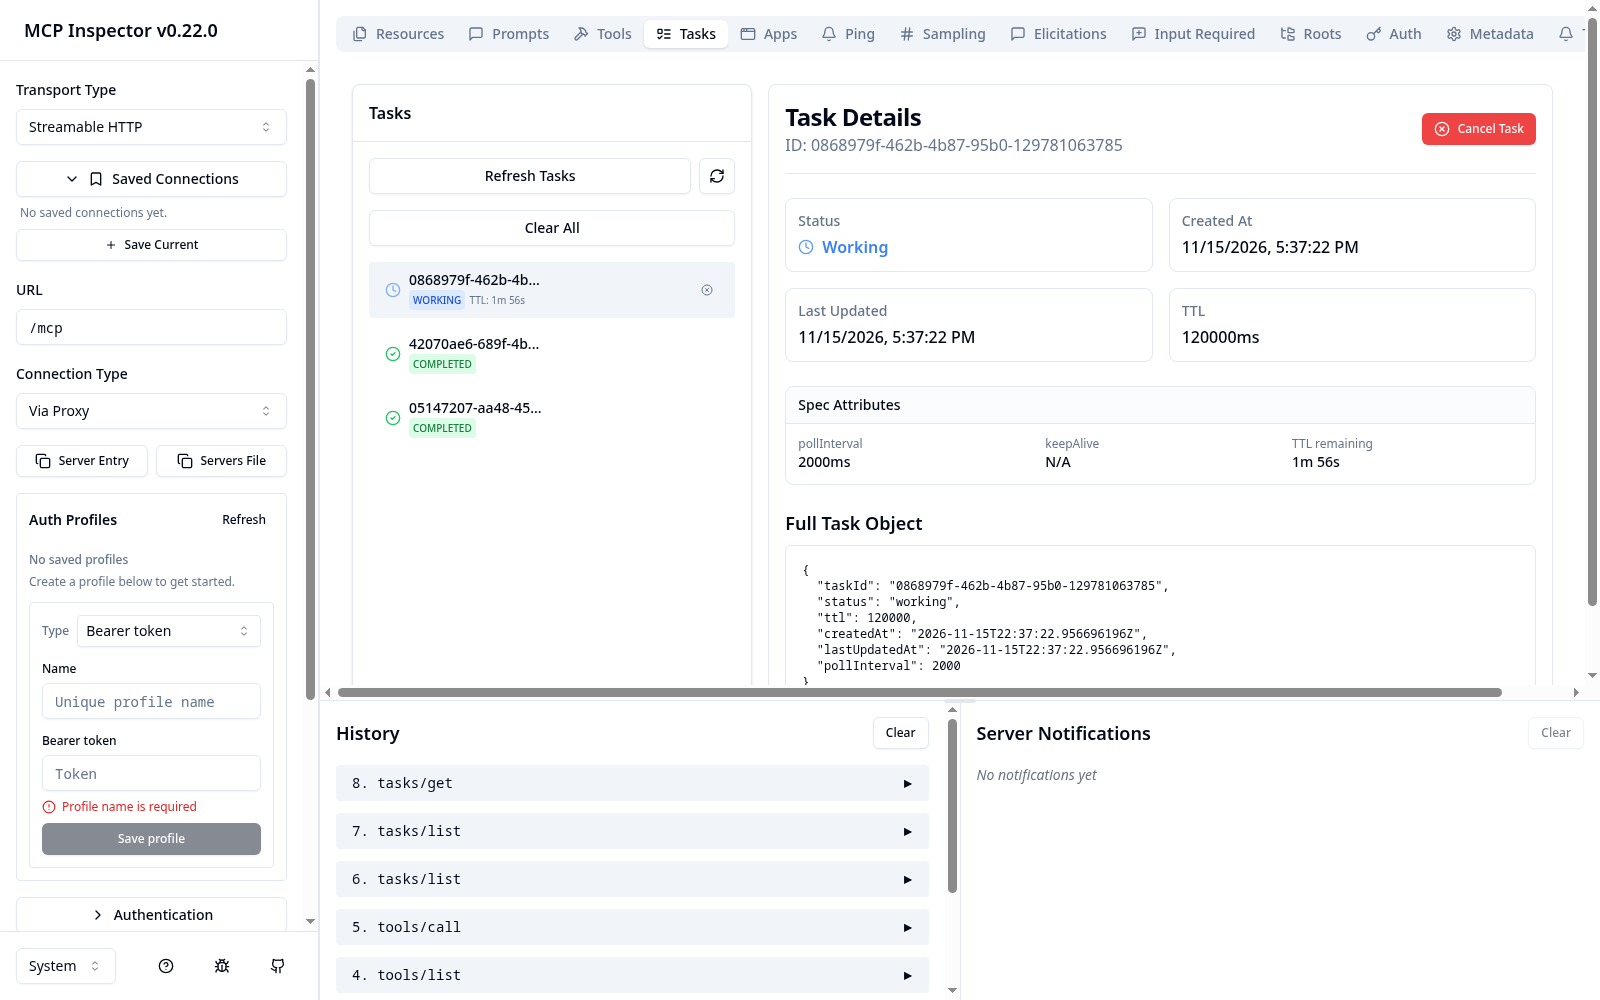 MCP Inspector v0.22.0
Transport Type
Streamable HTTP
Saved Connections
No saved connections yet.
Save Current
URL
/mcp
Connection Type
Via Proxy
Server Entry
Servers File
Auth Profiles
Refresh
No saved profiles
Create a profile below to get started.
Type
Bearer token
Name
Unique profile name
Bearer token
Token
Profile name is required
Save profile
Authentication
System
Resources
Prompts
Tools
Tasks
Apps
Ping
Sampling
Elicitations
Input Required
Roots
Auth
Metadata
Tasks
Refresh Tasks
Clear All
0868979f-462b-4b...
WORKING TTL: 1m 56s
42070ae6-689f-4b...
COMPLETED
05147207-aa48-45...
COMPLETED
Task Details
ID: 0868979f-462b-4b87-95b0-129781063785
Cancel Task
Status
Working
Created At
11/15/2026, 5:37:22 PM
Last Updated
11/15/2026, 5:37:22 PM
TTL
120000ms
Spec Attributes
pollInterval
2000ms
keepAlive
N/A
TTL remaining
1m 56s
Full Task Object
{
"taskId": "0868979f-462b-4b87-95b0-129781063785",
"status": "working",
"ttl": 120000,
"createdAt": "2026-11-15T22:37:22.956696196Z",
"lastUpdatedAt": "2026-11-15T22:37:22.956696196Z",
"pollInterval": 2000
}
History
Clear
8. tasks/get
7. tasks/list
6. tasks/list
5. tools/call
4. tools/list
Server Notifications
Clear
No notifications yet